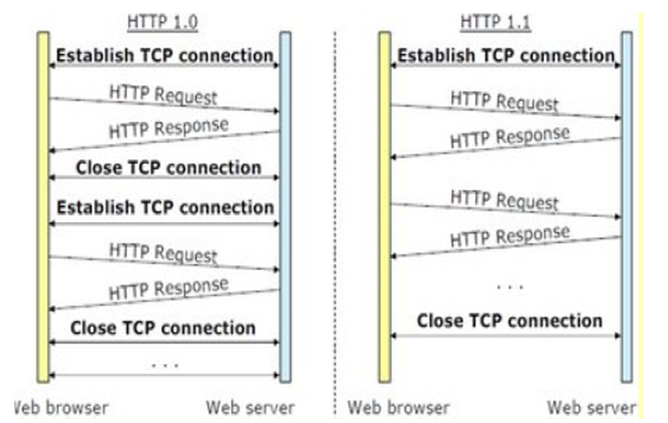 HTTP 1.0
Establish TCP connection
HTTP Request
HTTP Response
Close TCP connection
Establish TCP connection
HTTP Request
HTTP Response
Close TCP connection
. . .
Web browser
Web server
HTTP 1.1
Establish TCP connection
HTTP Request
HTTP Response
HTTP Request
HTTP Response
. . .
Close TCP connection
Web browser
Web server